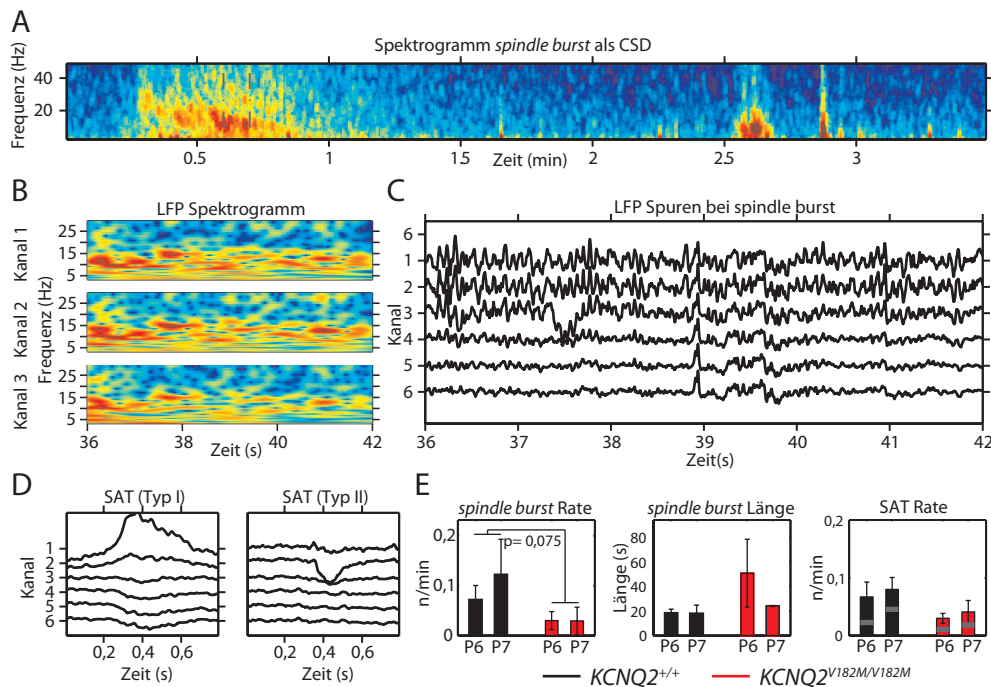 A
Spektrogramm spindle burst als CSD
Frequenz (Hz)
40
20
0.5
1
1.5
2
2.5
3
Zeit (min)
B
LFP Spektrogramm
Kanal 1
25
15
5
Kanal 2
25
15
5
Kanal 3
25
15
5
Frequenz (Hz)
36
38
40
42
Zeit (s)
C
LFP Spuren bei spindle burst
Kanal
6
1
2
3
4
5
6
36
37
38
39
40
41
42
Zeit(s)
D
SAT (Typ I)
SAT (Typ II)
Kanal
1
2
3
4
5
6
0,2
0,4
0,6
Zeit (s)
0,2
0,4
0,6
Zeit (s)
E
spindle burst Rate
n/min
0,2
0,1
0
p= 0,075
P6
P7
P6
P7
spindle burst Länge
Länge (s)
80
60
40
20
0
P6
P7
P6
P7
SAT Rate
n/min
0,2
0,1
0
P6
P7
P6
P7
KCNQ2+/+
KCNQ2V182M/V182M